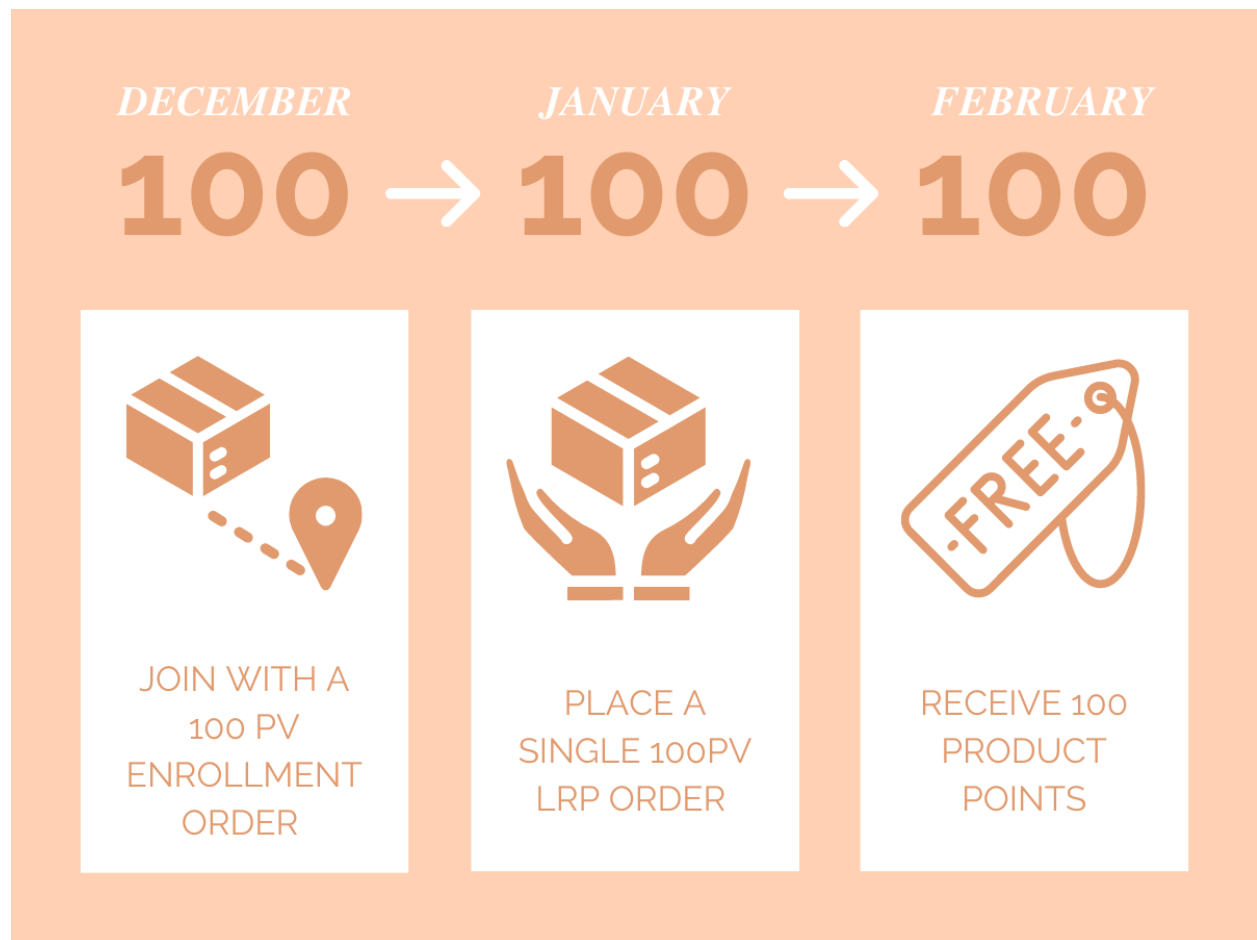 DECEMBER
100
JANUARY
100
FEBRUARY
100
JOIN WITH A
100 PV
ENROLLMENT
ORDER
PLACE A
SINGLE 100PV
LRP ORDER
FREE
RECEIVE 100
PRODUCT
POINTS